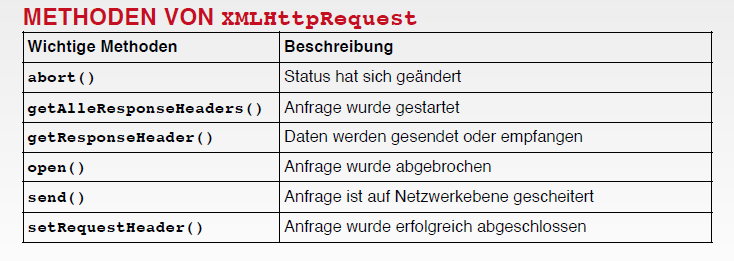 METHODEN VON XMLHttpRequest
Wichtige Methoden Beschreibung
abort() Status hat sich geändert
getAlleResponseHeaders() Anfrage wurde gestartet
getResponseHeader() Daten werden gesendet oder empfangen
open() Anfrage wurde abgebrochen
send() Anfrage ist auf Netzwerkebene gescheitert
setRequestHeader() Anfrage wurde erfolgreich abgeschlossen